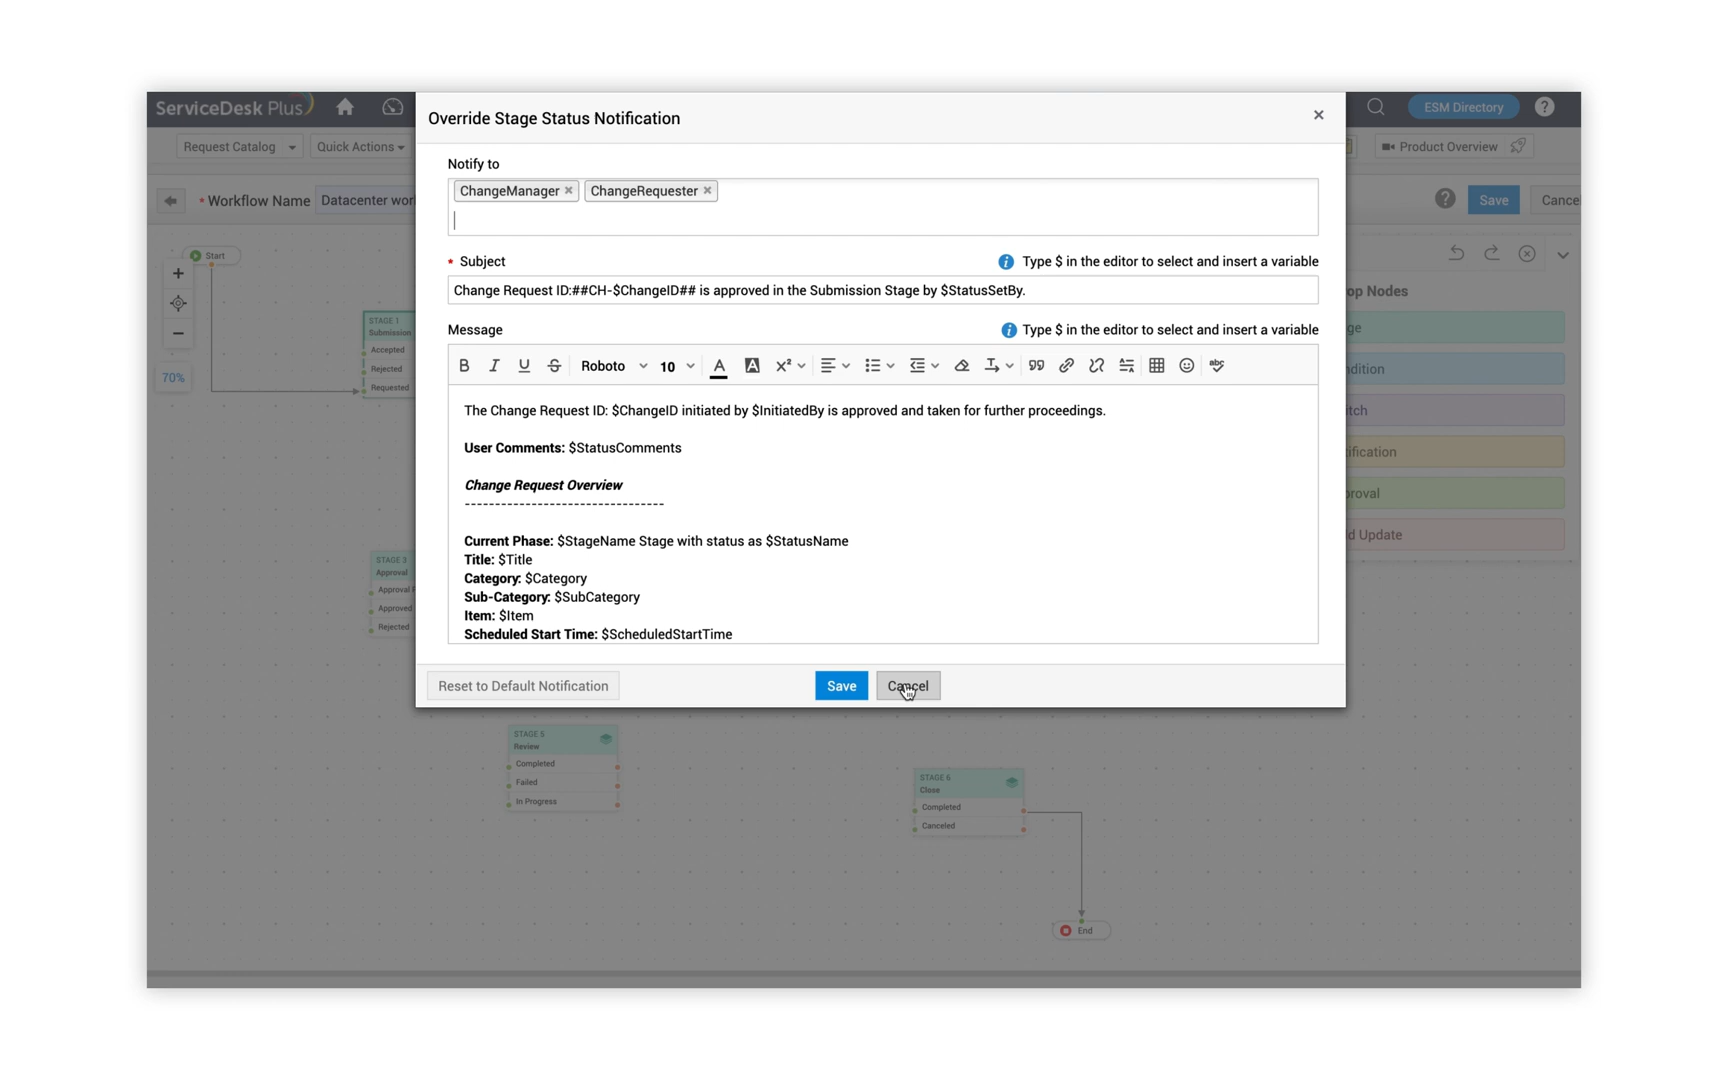 ServiceDesk Plus
ESM Directory
Request Catalog
Quick Actions
Product Overview
* Workflow Name
Datacenter wor
Save
Cance
Override Stage Status Notification
Notify to
ChangeManager
ChangeRequester
* Subject
Type $ in the editor to select and insert a variable
Change Request ID:##CH-$ChangeID## is approved in the Submission Stage by $StatusSetBy.
Message
Type $ in the editor to select and insert a variable
Roboto
10
The Change Request ID: $ChangeID initiated by $InitiatedBy is approved and taken for further proceedings.
User Comments: $StatusComments
Change Request Overview
---------------------------------
Current Phase: $StageName Stage with status as $StatusName
Title: $Title
Category: $Category
Sub-Category: $SubCategory
Item: $Item
Scheduled Start Time: $ScheduledStartTime
Reset to Default Notification
Save
Cancel
Start
70%
STAGE 1
Submission
Accepted
Rejected
Requested
STAGE 3
Approval
Approval
Approved
Rejected
STAGE 5
Review
Completed
Failed
In Progress
STAGE 6
Close
Completed
Canceled
End
op Nodes
ge
ndition
itch
tification
proval
ld Update